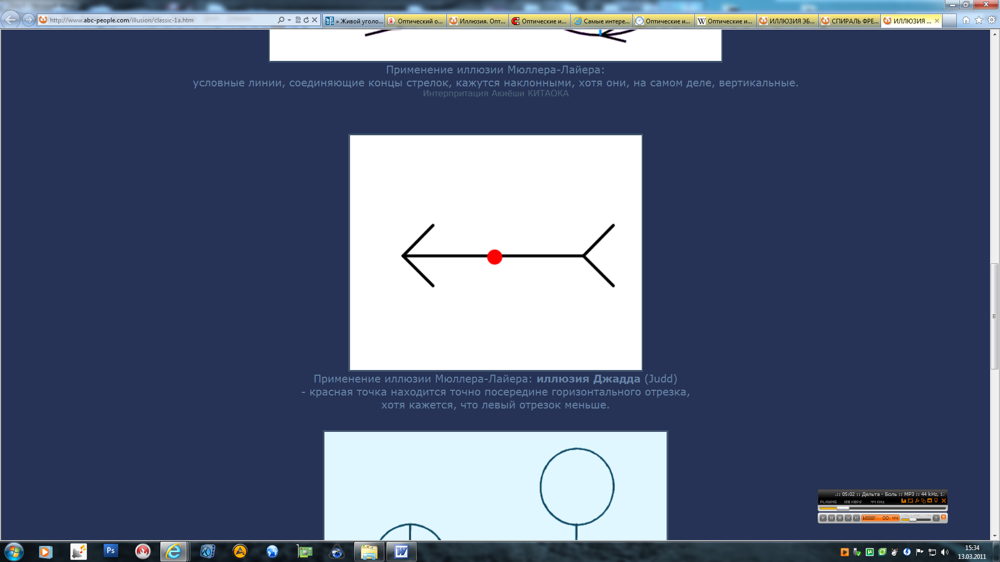 http://www.abc-people.com/illusion/classic-1a.htm
» Живой уголо...
Оптический о...
Иллюзия. Опт...
Оптические и...
Самые интере...
Оптические и...
Оптические и...
ИЛЛЮЗИЯ ЭБ...
СПИРАЛЬ ФРЕ...
ИЛЛЮЗИЯ ...
Применение иллюзии Мюллера-Лайера:
условные линии, соединяющие концы стрелок, кажутся наклонными, хотя они, на самом деле, вертикальные.
Интерпритация Акиёши КИТАОКА
Применение иллюзии Мюллера-Лайера: иллюзия Джадда (Judd)
- красная точка находится точно посередине горизонтального отрезка,
хотя кажется, что левый отрезок меньше.
.:: 05:02 :: Дельта - Боль :: MP3 :: 44 kHz,
PLAYING 128 KBPS 44 KHZ
00:44
VOLUME
Ps
15:34
13.03.2011